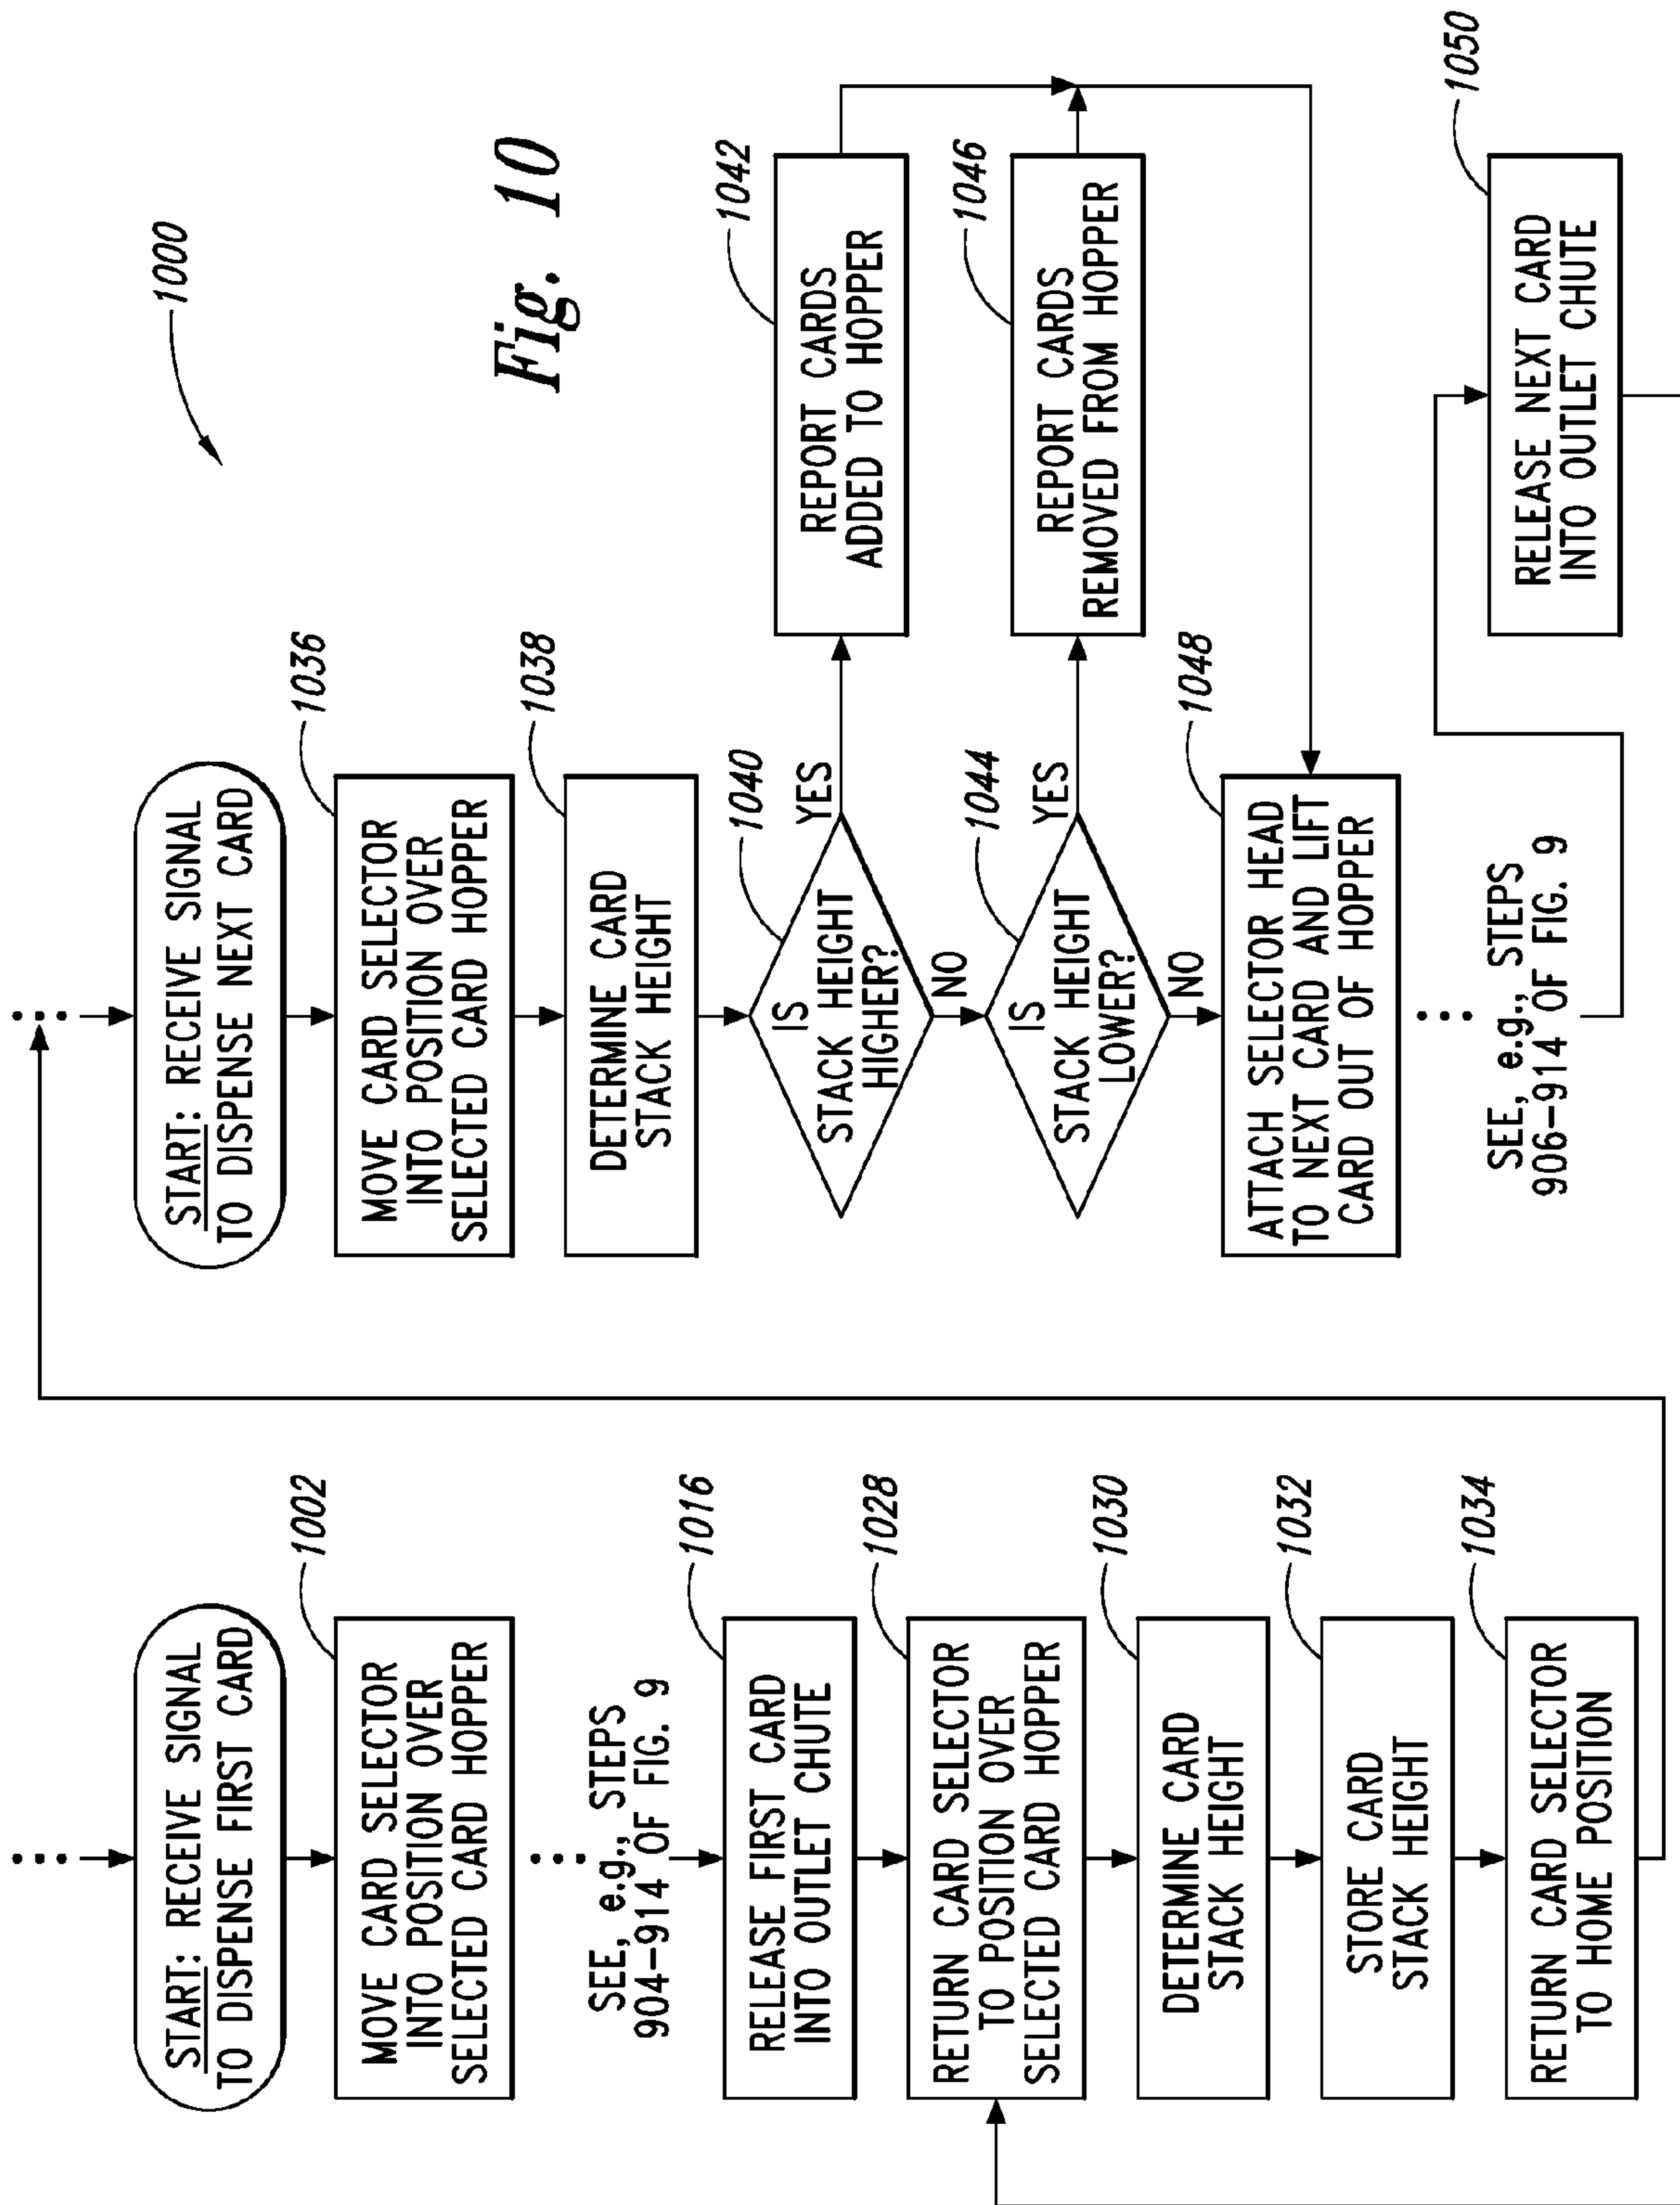 1000
Fig. 10
START: RECEIVE SIGNAL
TO DISPENSE FIRST CARD
1002
MOVE CARD SELECTOR
INTO POSITION OVER
SELECTED CARD HOPPER
SEE, e.g., STEPS
904–914 OF FIG. 9
1016
RELEASE FIRST CARD
INTO OUTLET CHUTE
1028
RETURN CARD SELECTOR
TO POSITION OVER
SELECTED CARD HOPPER
1030
DETERMINE CARD
STACK HEIGHT
1032
STORE CARD
STACK HEIGHT
1034
RETURN CARD SELECTOR
TO HOME POSITION
START: RECEIVE SIGNAL
TO DISPENSE NEXT CARD
1036
MOVE CARD SELECTOR
INTO POSITION OVER
SELECTED CARD HOPPER
1038
DETERMINE CARD
STACK HEIGHT
1040
IS
STACK HEIGHT
HIGHER?
YES
NO
1042
REPORT CARDS
ADDED TO HOPPER
1044
IS
STACK HEIGHT
LOWER?
YES
NO
1046
REPORT CARDS
REMOVED FROM HOPPER
1048
ATTACH SELECTOR HEAD
TO NEXT CARD AND LIFT
CARD OUT OF HOPPER
SEE, e.g., STEPS
906–914 OF FIG. 9
1050
RELEASE NEXT CARD
INTO OUTLET CHUTE